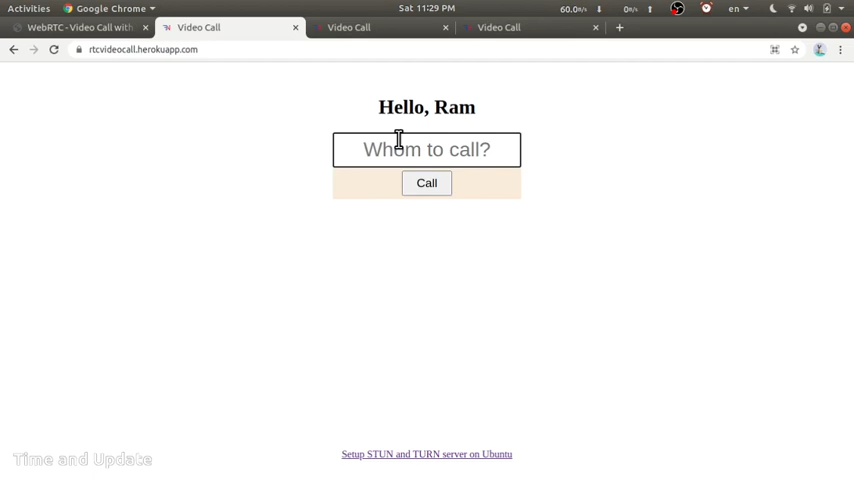 Activities Google Chrome Sat 11:29 PM 60.0 0 en
WebRTC - Video Call with Video Call Video Call Video Call
rtcvideocall.herokuapp.com
Hello, Ram
Whom to call?
Call
Time and Update
Setup STUN and TURN server on Ubuntu